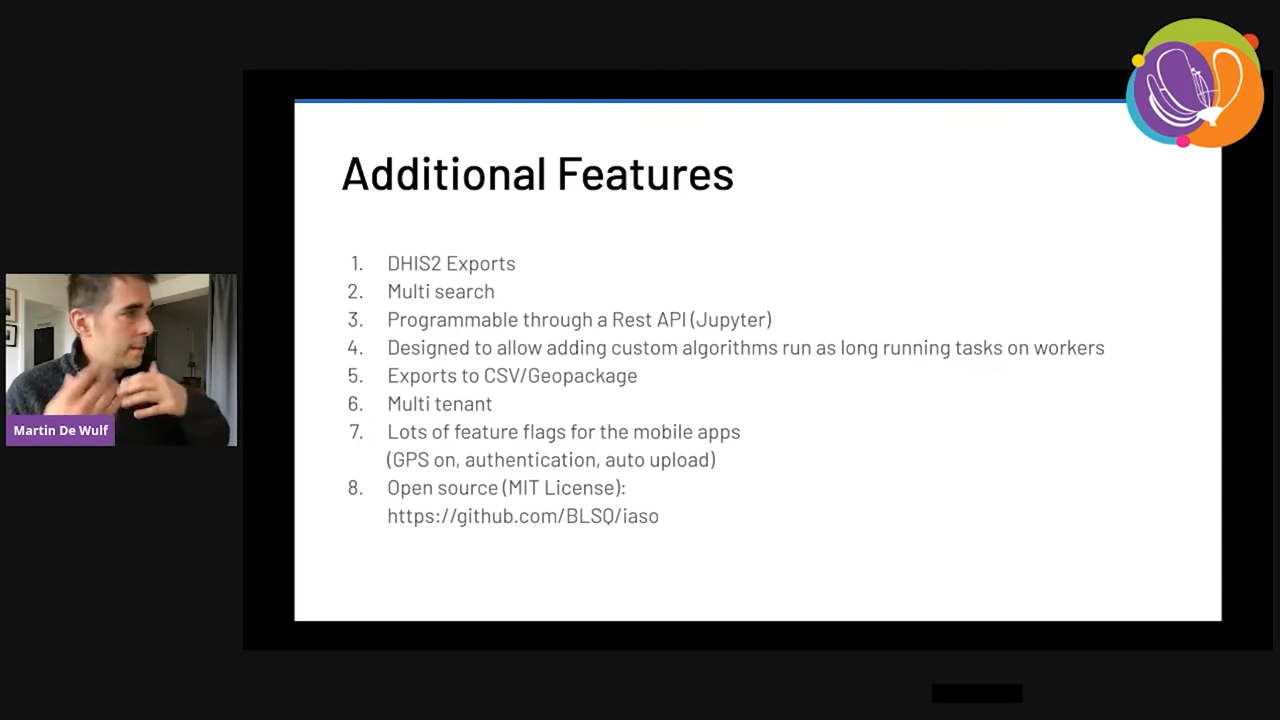 Additional Features
1. DHIS2 Exports
2. Multi search
3. Programmable through a Rest API (Jupyter)
4. Designed to allow adding custom algorithms run as long running tasks on workers
5. Exports to CSV/Geopackage
6. Multi tenant
7. Lots of feature flags for the mobile apps
(GPS on, authentication, auto upload)
8. Open source (MIT License):
https://github.com/BLSQ/iaso
Martin De Wulf